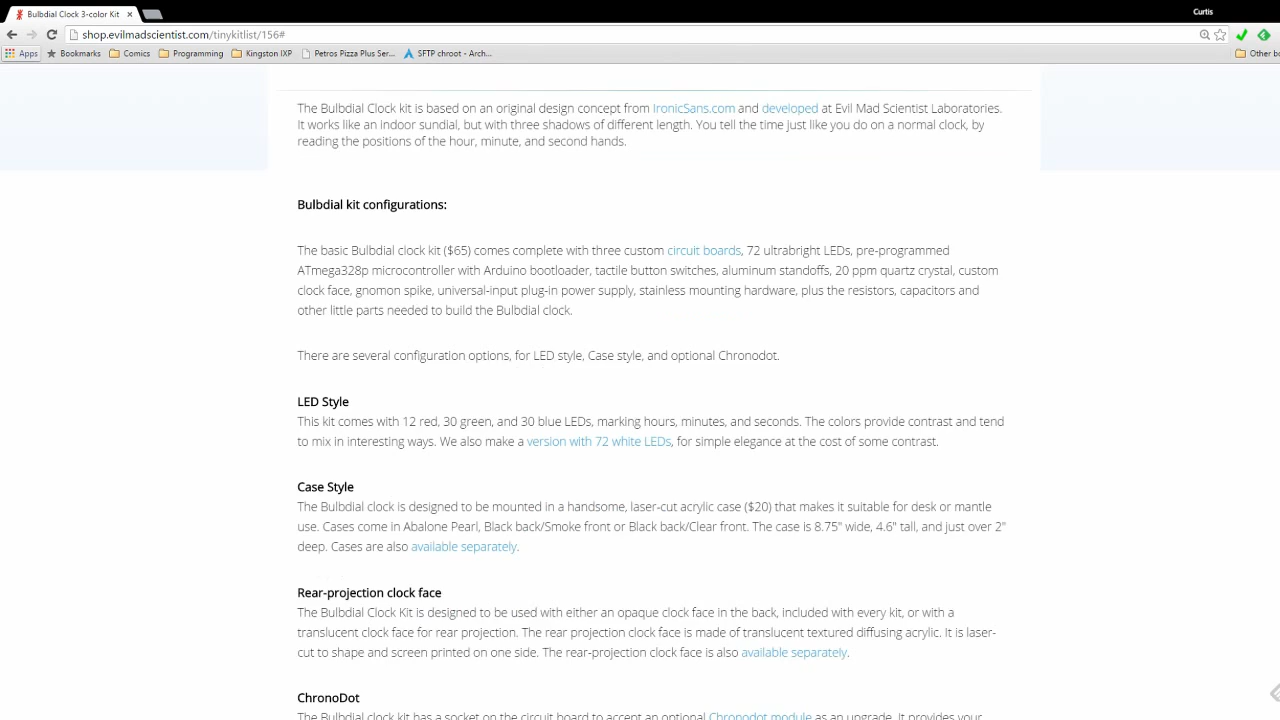 Bulbdial Clock 3-color Kit
Curtis
shop.evilmadscientist.com/tinykitlist/156#
Apps Bookmarks Comics Programming Kingston IXP Petros Pizza Plus Ser... SFTP chroot - Arch... Other bo
The Bulbdial Clock kit is based on an original design concept from IronicSans.com and developed at Evil Mad Scientist Laboratories.
It works like an indoor sundial, but with three shadows of different length. You tell the time just like you do on a normal clock, by
reading the positions of the hour, minute, and second hands.
Bulbdial kit configurations:
The basic Bulbdial clock kit ($65) comes complete with three custom circuit boards, 72 ultrabright LEDs, pre-programmed
ATmega328p microcontroller with Arduino bootloader, tactile button switches, aluminum standoffs, 20 ppm quartz crystal, custom
clock face, gnomon spike, universal-input plug-in power supply, stainless mounting hardware, plus the resistors, capacitors and
other little parts needed to build the Bulbdial clock.
There are several configuration options, for LED style, Case style, and optional Chronodot.
LED Style
This kit comes with 12 red, 30 green, and 30 blue LEDs, marking hours, minutes, and seconds. The colors provide contrast and tend
to mix in interesting ways. We also make a version with 72 white LEDs, for simple elegance at the cost of some contrast.
Case Style
The Bulbdial clock is designed to be mounted in a handsome, laser-cut acrylic case ($20) that makes it suitable for desk or mantle
use. Cases come in Abalone Pearl, Black back/Smoke front or Black back/Clear front. The case is 8.75" wide, 4.6" tall, and just over 2"
deep. Cases are also available separately.
Rear-projection clock face
The Bulbdial Clock Kit is designed to be used with either an opaque clock face in the back, included with every kit, or with a
translucent clock face for rear projection. The rear projection clock face is made of translucent textured diffusing acrylic. It is laser-
cut to shape and screen printed on one side. The rear-projection clock face is also available separately.
ChronoDot
The Bulbdial clock kit has a socket on the circuit board to accept an optional Chronodot module as an upgrade. It provides your